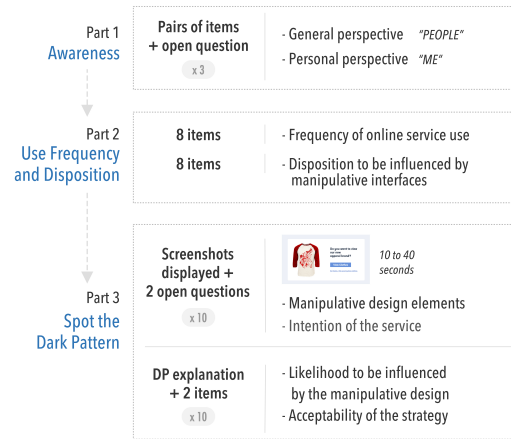 Part 1
Awareness
Pairs of items
+ open question
x 3
- General perspective "PEOPLE"
- Personal perspective "ME"
Part 2
Use Frequency
and Disposition
8 items
- Frequency of online service use
8 items
- Disposition to be influenced by
manipulative interfaces
Part 3
Spot the
Dark Pattern
Screenshots
displayed +
2 open questions
x 10
10 to 40
seconds
- Manipulative design elements
- Intention of the service
DP explanation
+ 2 items
x 10
- Likelihood to be influenced
by the manipulative design
- Acceptability of the strategy